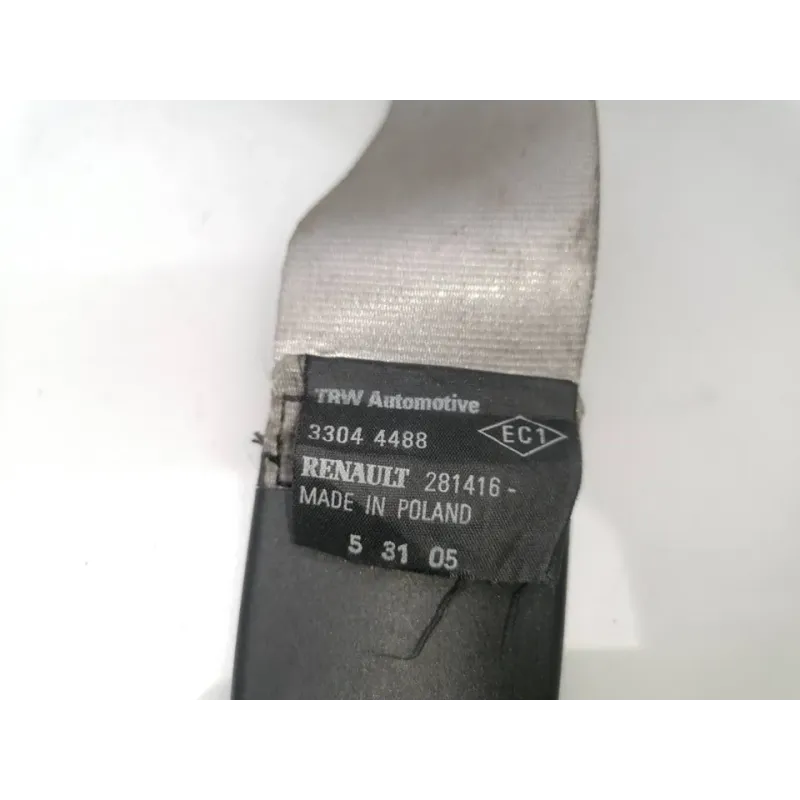 TRW Automotive
3304 4488 EC1
RENAULT 281416-
MADE IN POLAND
5 31 05